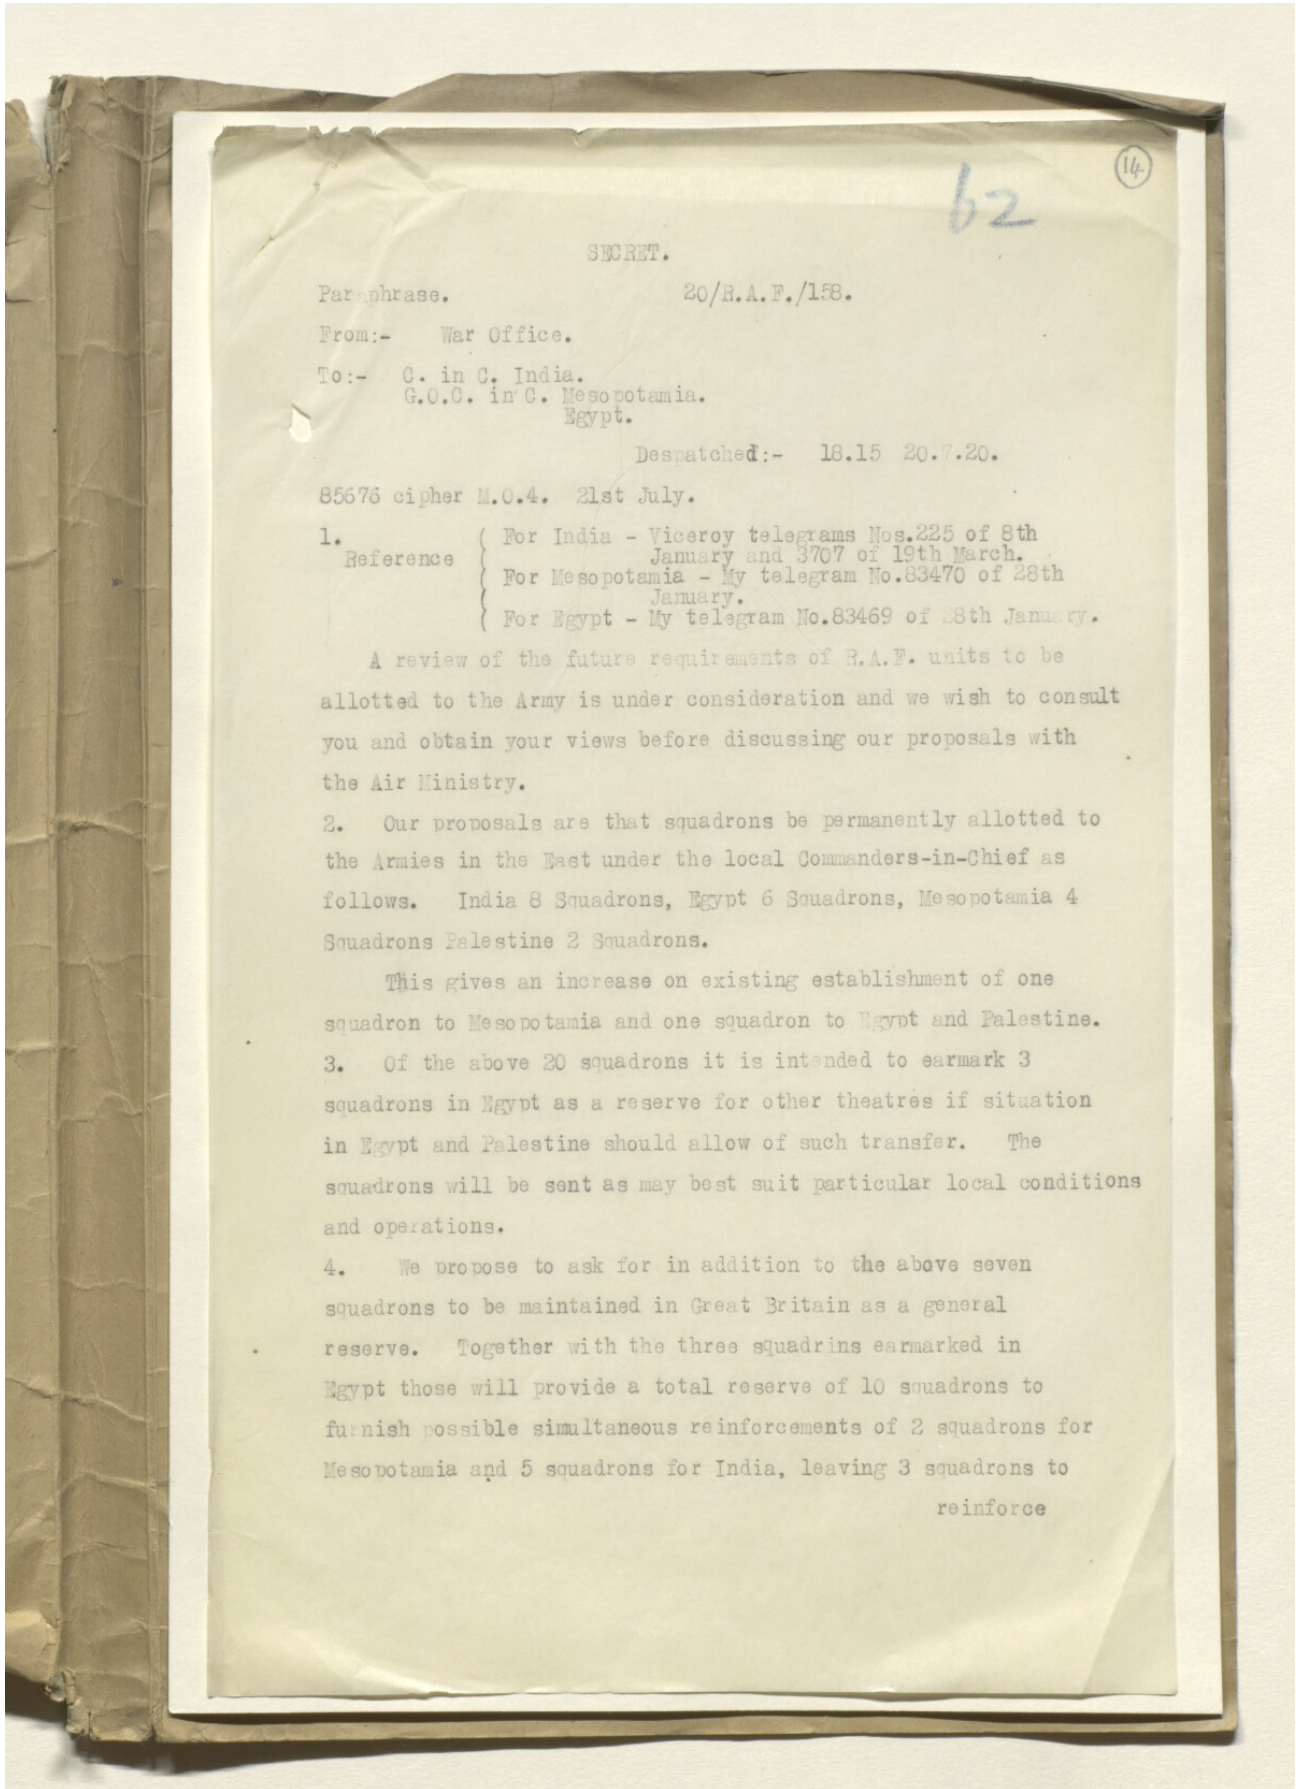 14
62
SECRET.
Paraphrase. 20/R.A.F./158.
From:- War Office.
To:- C. in C. India.
G.O.C. in C. Mesopotamia.
Egypt.
Despatched:- 18.15 20.7.20.
85676 cipher M.O.4. 21st July.
1. ( For India - Viceroy telegrams Nos.225 of 8th
Reference ( January and 3707 of 19th March.
( For Mesopotamia - My telegram No.83470 of 28th
( January.
( For Egypt - My telegram No.83469 of 28th January.
A review of the future requirements of R.A.F. units to be
allotted to the Army is under consideration and we wish to consult
you and obtain your views before discussing our proposals with
the Air Ministry.
2. Our proposals are that squadrons be permanently allotted to
the Armies in the East under the local Commanders-in-Chief as
follows. India 8 Squadrons, Egypt 6 Squadrons, Mesopotamia 4
Squadrons Palestine 2 Squadrons.
This gives an increase on existing establishment of one
squadron to Mesopotamia and one squadron to Egypt and Palestine.
3. Of the above 20 squadrons it is intended to earmark 3
squadrons in Egypt as a reserve for other theatres if situation
in Egypt and Palestine should allow of such transfer. The
squadrons will be sent as may best suit particular local conditions
and operations.
4. We propose to ask for in addition to the above seven
squadrons to be maintained in Great Britain as a general
reserve. Together with the three squadrins earmarked in
Egypt those will provide a total reserve of 10 squadrons to
furnish possible simultaneous reinforcements of 2 squadrons for
Mesopotamia and 5 squadrons for India, leaving 3 squadrons to
reinforce